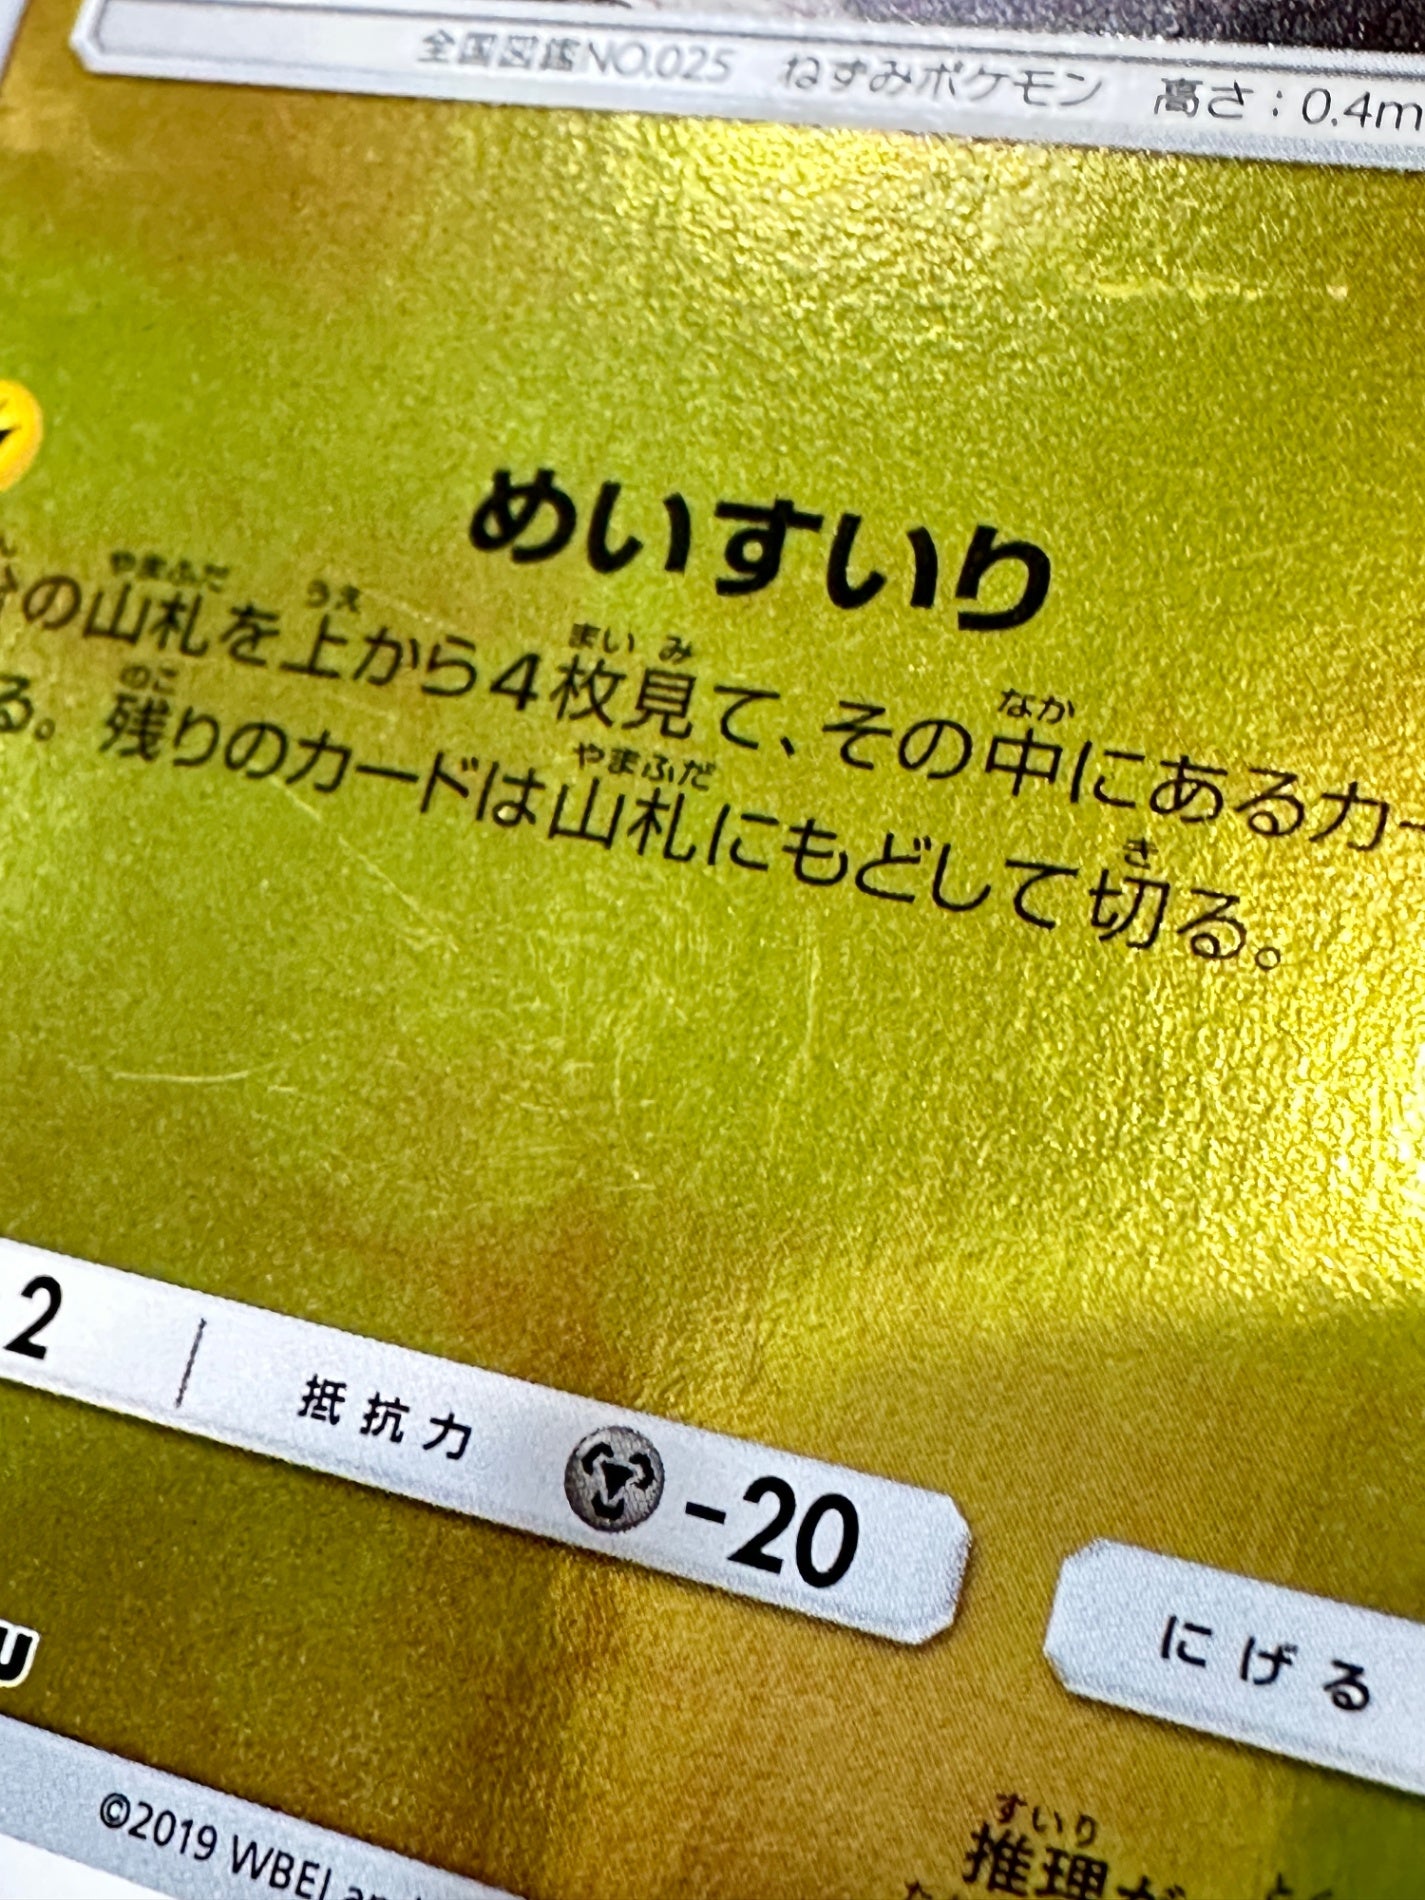 全国図鑑NO.025 ねずみポケモン 高さ：0.4m
めいすいり
やまふだ うえ まい み なか
の山札を上から4枚見て、その中にあるカー
のこ やまふだ き
る。残りのカードは山札にもどして切る。
2 抵抗力 -20
にげる
©2019 WBEI and
すいり
推理が